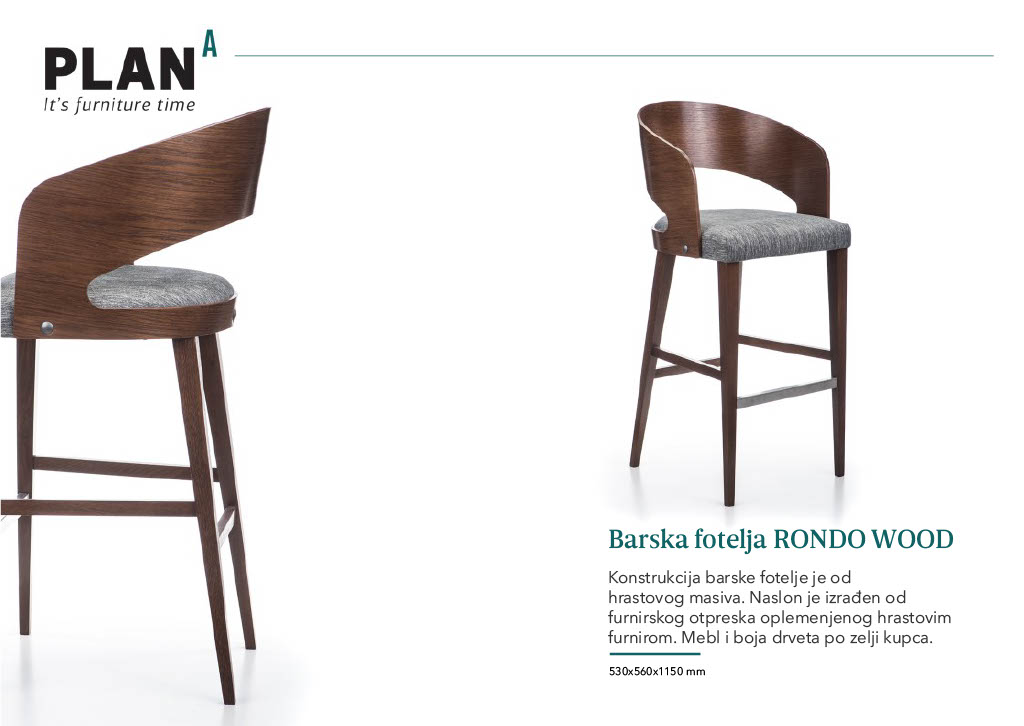 PLAN A
It's furniture time
Barska fotelja RONDO WOOD
Konstrukcija barske fotelje je od
hrastovog masiva. Naslon je izrađen od
furnirskog otpreska oplemenjenog hrastovim
furnirom. Mebl i boja drveta po zelji kupca.
530x560x1150 mm